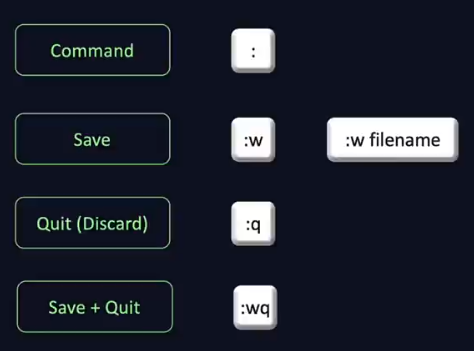 Command :
Save :w :w filename
Quit (Discard) :q
Save + Quit :wq